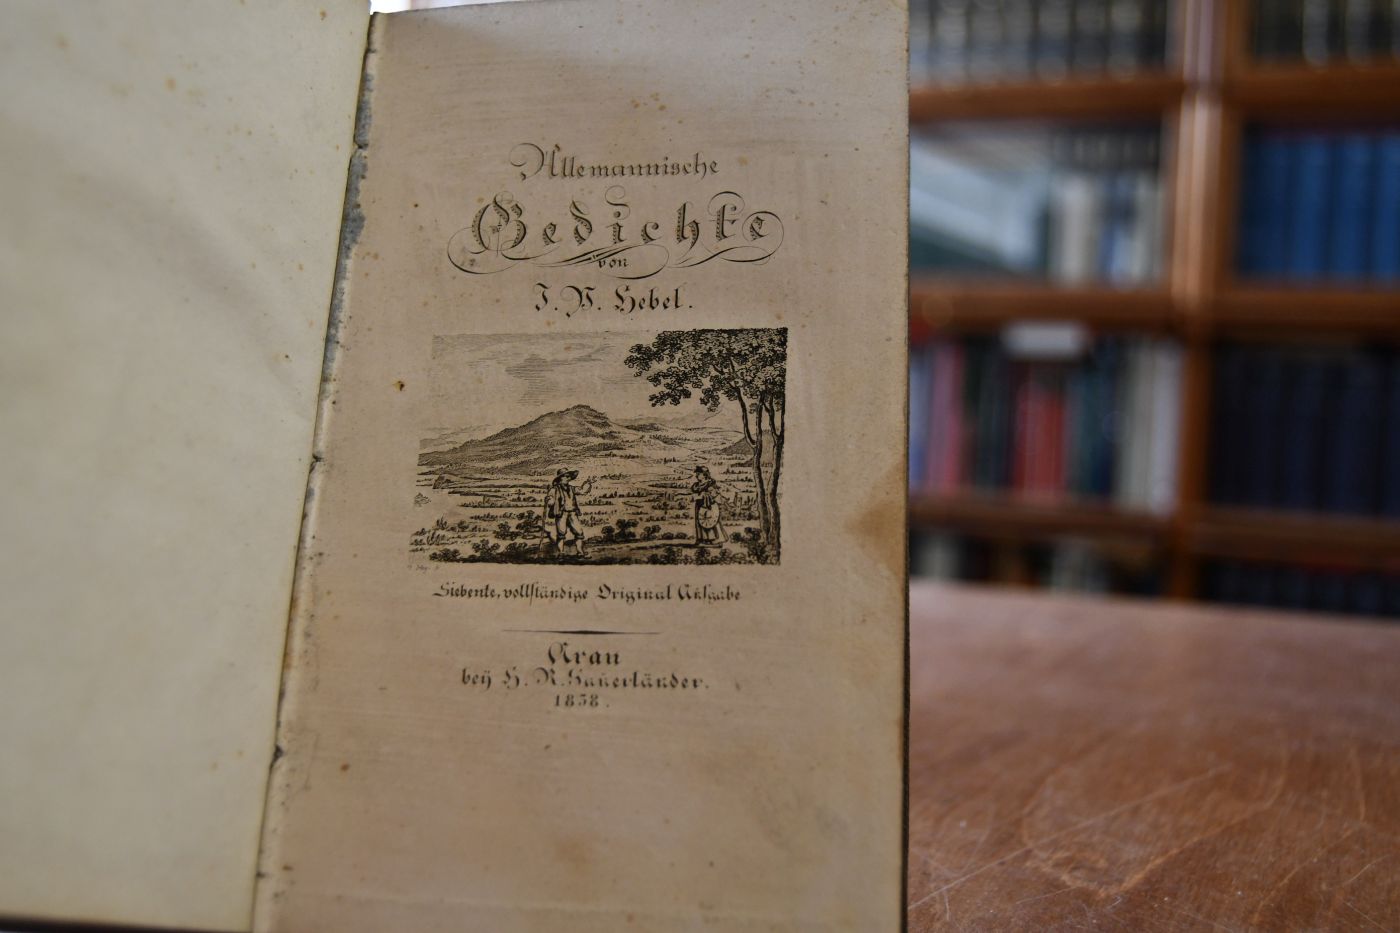 Allemannische
Gedichte
von
J. P. Hebel.
Siebente, vollständige Original Ausgabe
Arau
bey H. R. Sauerländer.
1838.